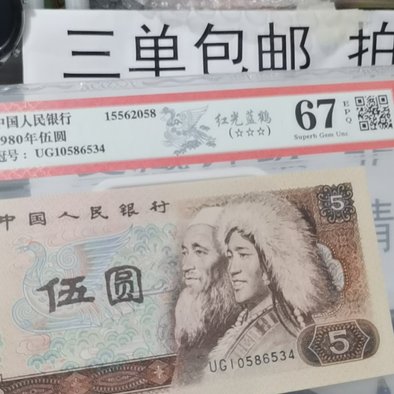 三单包邮 拍
中国人民银行 15562058
1980年伍圆
冠号: UG10586534
红光蓝鹤
(☆☆☆)
67 EPQ
Superb Gem Unc
中国人民银行
5
伍圆
UG10586534
5